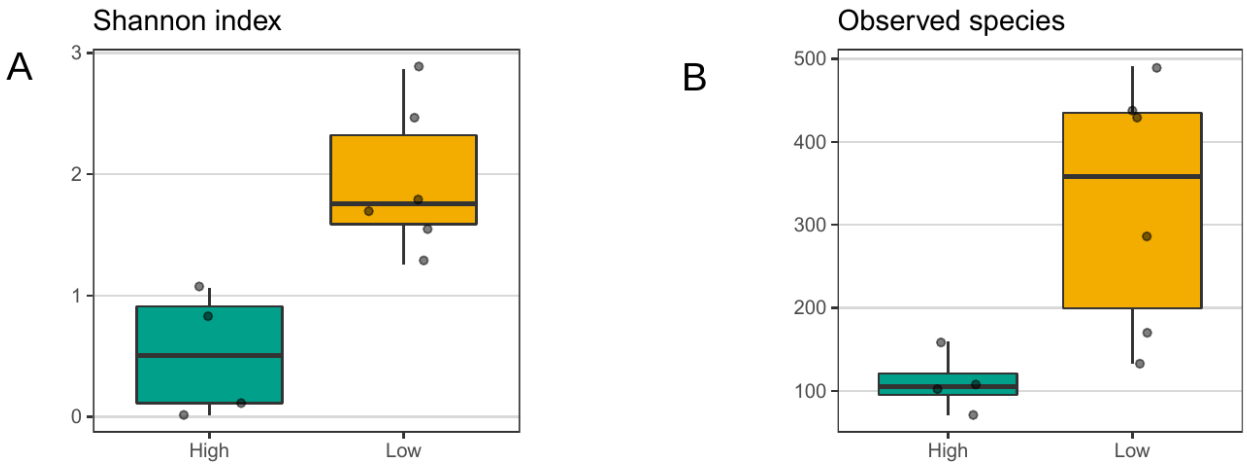 Shannon index
A
3
2
1
0
High Low
Observed species
B
500
400
300
200
100
High Low